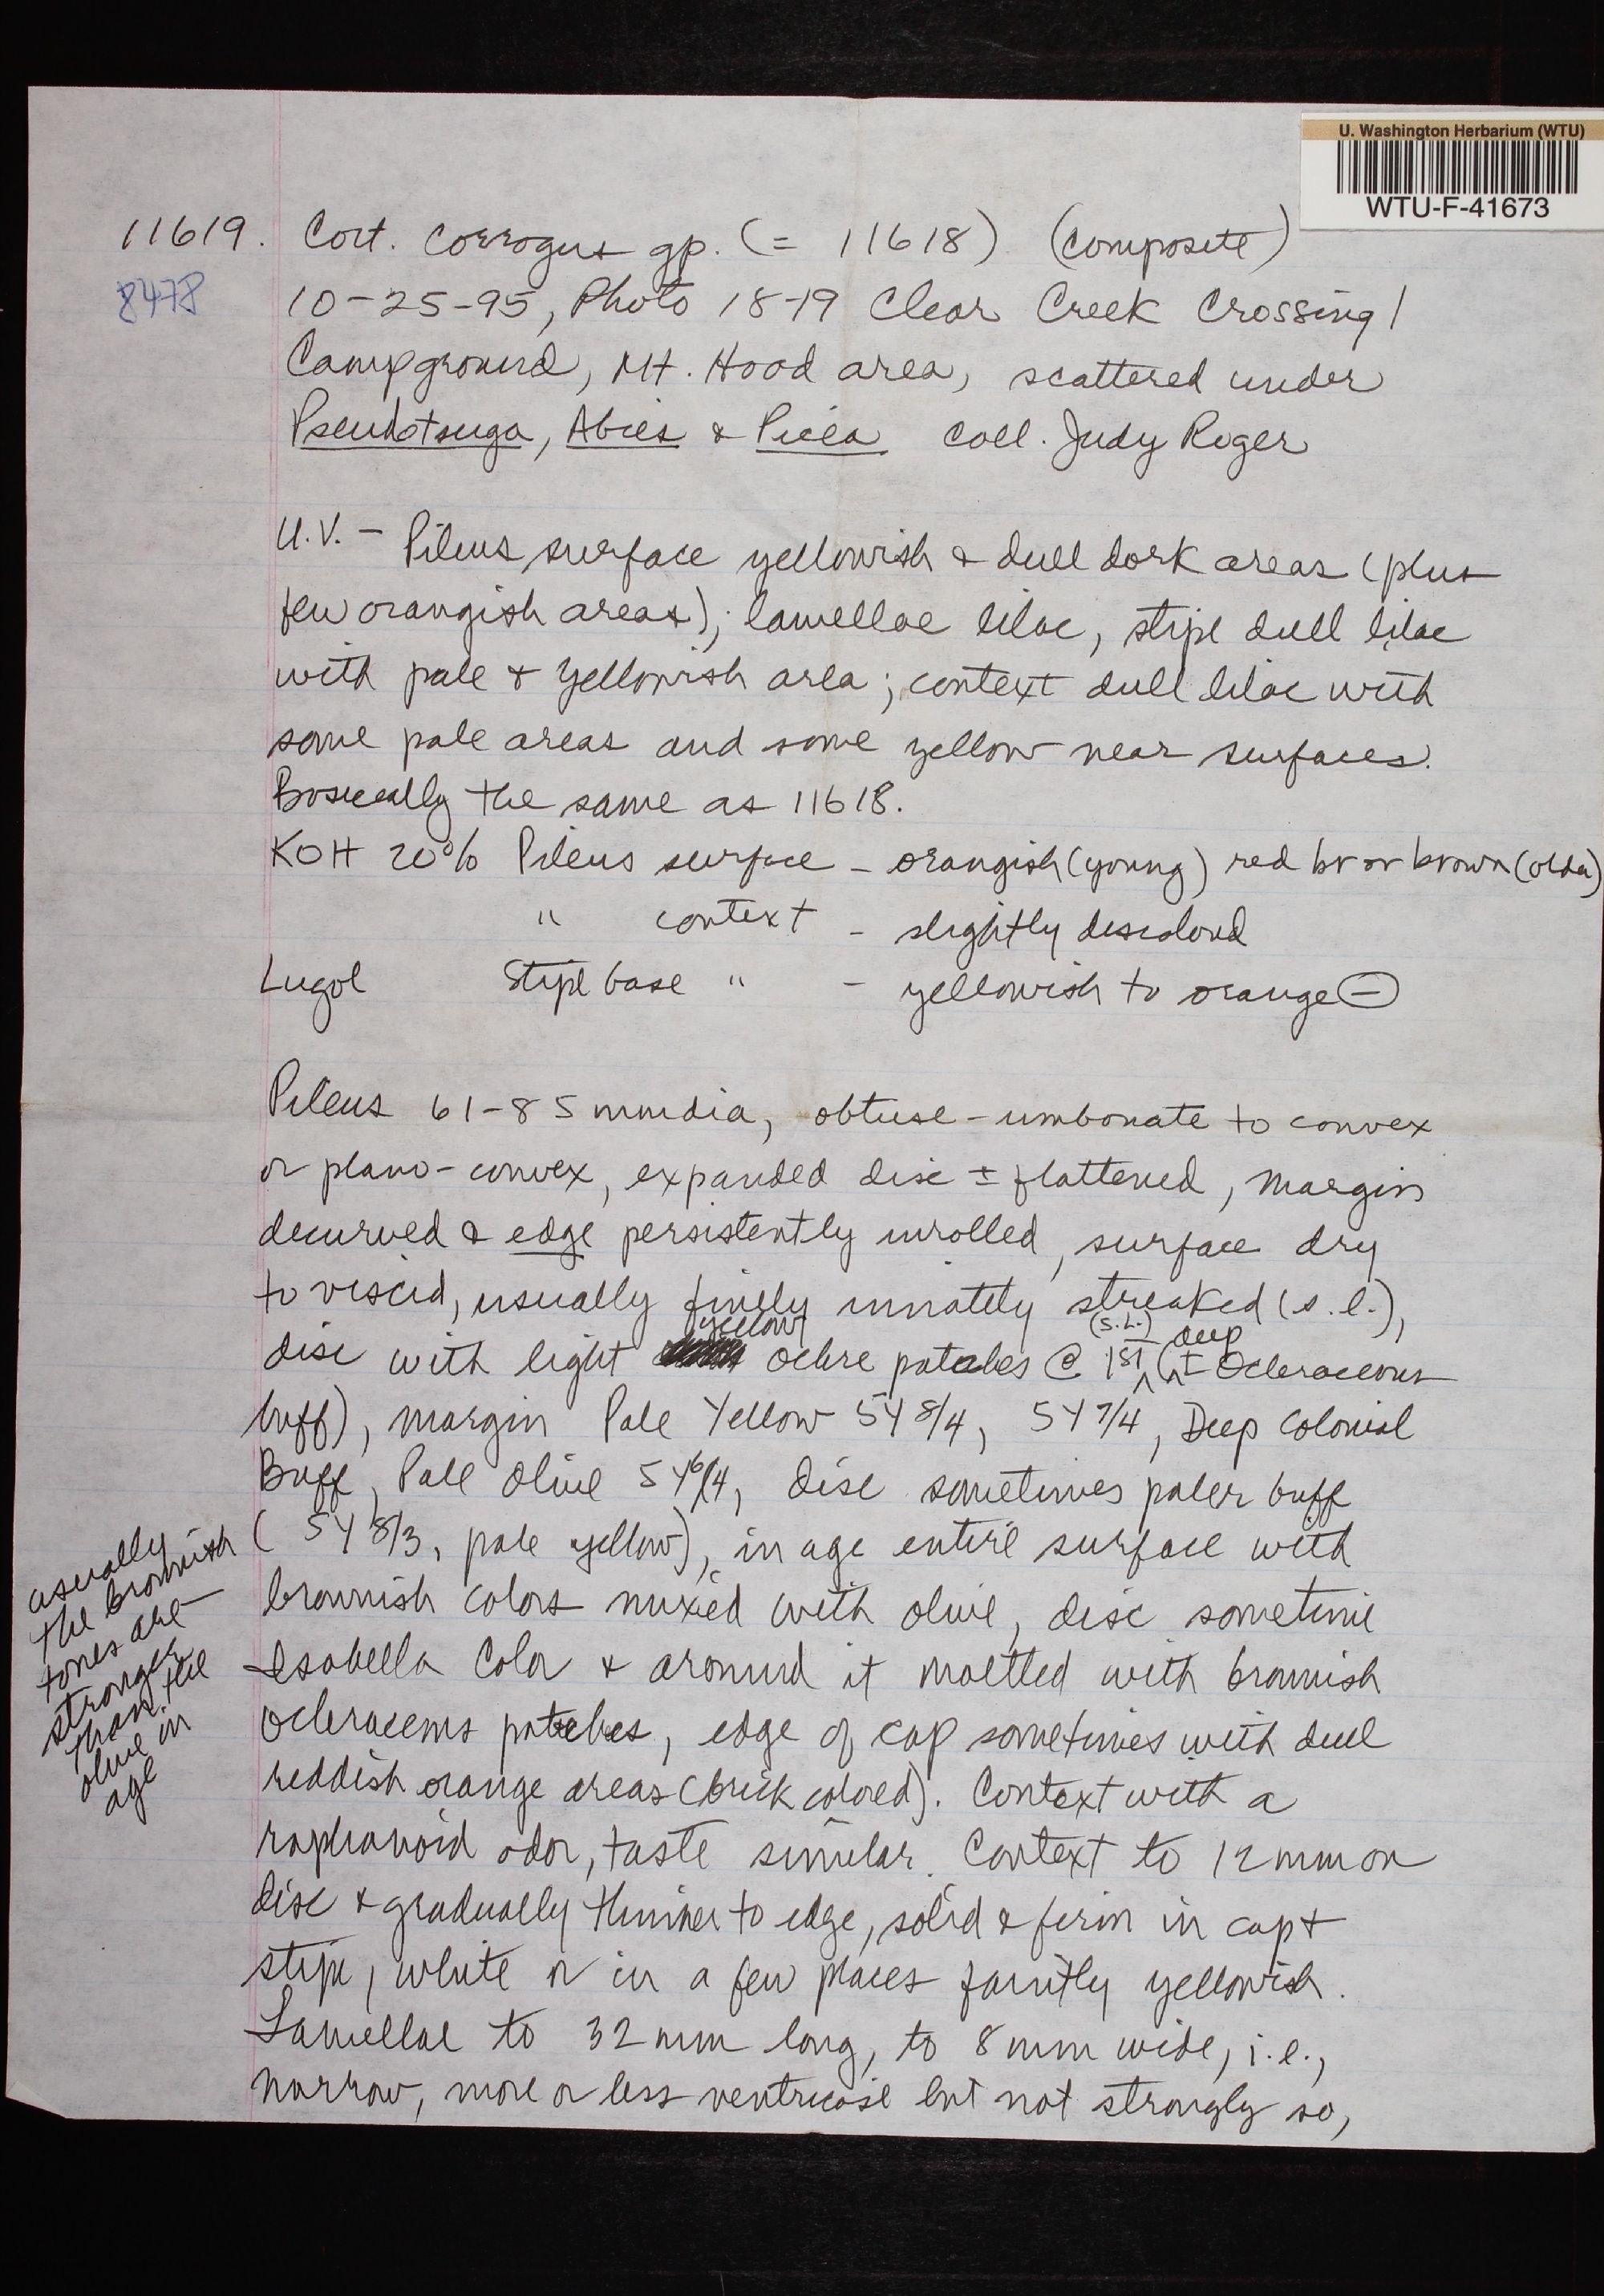 U. Washington Herbarium (WTU)
WTU-F-41673
11619. Cort. corrogus gp. (= 11618) (composite)
8478
10-25-95, Photo 18-19 Clear Creek Crossing /
Campground, Mt. Hood area, scattered under
Pseudotsuga, Abies & Picea coll. Judy Roger
U.V. - Pileus surface yellowish & dull dark areas (plus
few orangish areas); lamellae lilac, stipe dull lilac
with pale & yellowish area; context dull lilac with
some pale areas and some yellow near surfaces.
Basically the same as 11618.
KOH 20% Pileus surface - orangish (young) red br or brown (older)
" context - slightly discolored
Lugol Stipe base " - yellowish to orange (-)
Pileus 61-85 mm dia, obtuse-umbonate to convex
or plano-convex, expanded disc ± flattened, margin
decurved & edge persistently inrolled, surface dry
to viscid, usually finely innately streaked (s.l.),
disc with light yellow ochre patches @ 1st (s.l.) (± deep Ochraceous
buff), margin Pale Yellow 5Y 8/4, 5Y 7/4, Deep Colonial
Buff, Pale Olive 5Y 6/4, disc sometimes paler buff
(5Y 8/3, pale yellow), in age entire surface with
brownish colors mixed with olive, disc sometime
Isabella Color & around it mottled with brownish
ochraceous patches, edge of cap sometimes with dull
reddish orange areas (brick colored). Context with a
raphanoid odor, taste similar. Context to 12 mm on
disc & gradually thinner to edge, solid & firm in cap &
stipe, white or in a few places faintly yellowish.
Lamellae to 32 mm long, to 8 mm wide, i.e.,
narrow, more or less ventricose but not strongly so,
usually
the brownish
tones are
stronger
than the
olive in
age